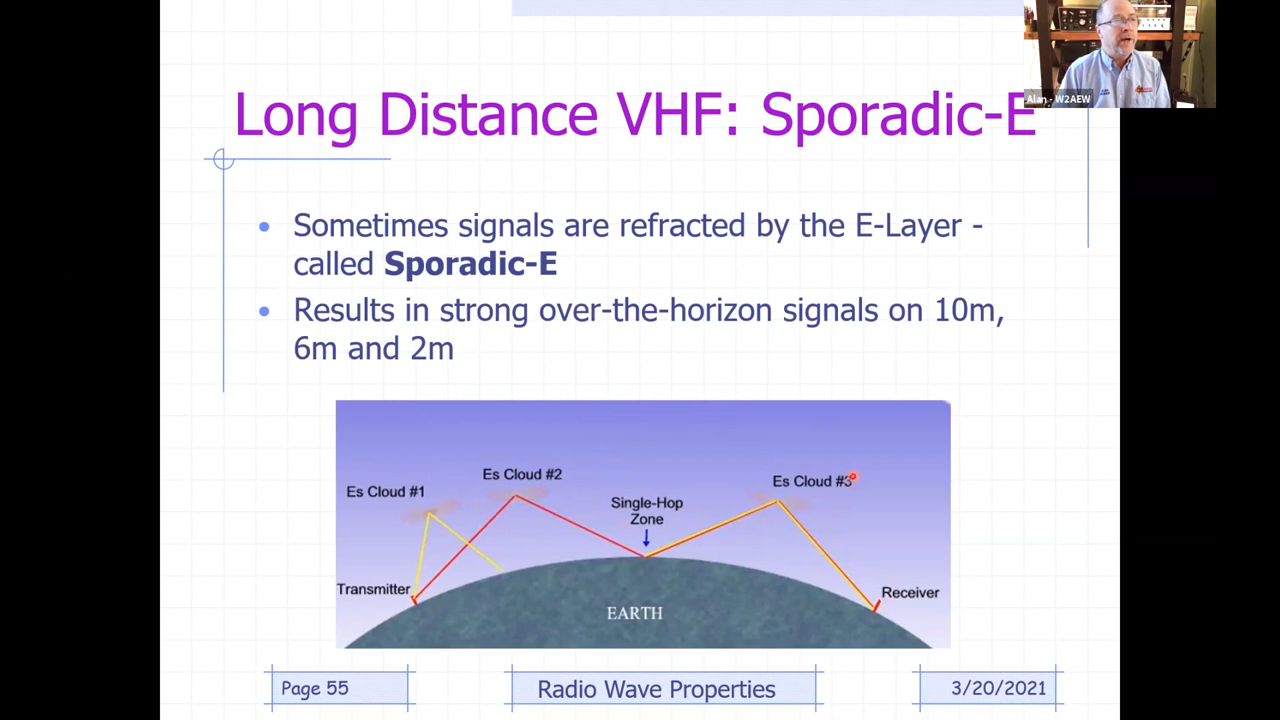 Alan - W2AEW
Long Distance VHF: Sporadic-E
Sometimes signals are refracted by the E-Layer -
called Sporadic-E
Results in strong over-the-horizon signals on 10m,
6m and 2m
Es Cloud #1
Es Cloud #2
Single-Hop
Zone
Es Cloud #3
Transmitter
Receiver
EARTH
Page 55
Radio Wave Properties
3/20/2021